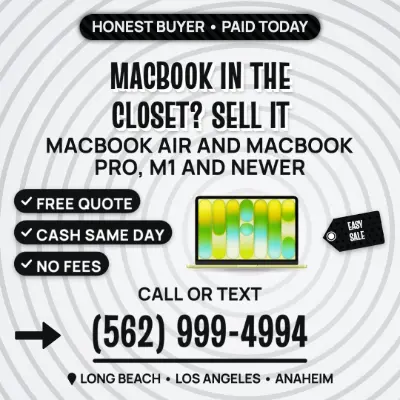 HONEST BUYER • PAID TODAY
MACBOOK IN THE
CLOSET? SELL IT
MACBOOK AIR AND MACBOOK
PRO, M1 AND NEWER
FREE QUOTE
CASH SAME DAY
NO FEES
EASY
SALE
CALL OR TEXT
(562) 999-4994
LONG BEACH • LOS ANGELES • ANAHEIM